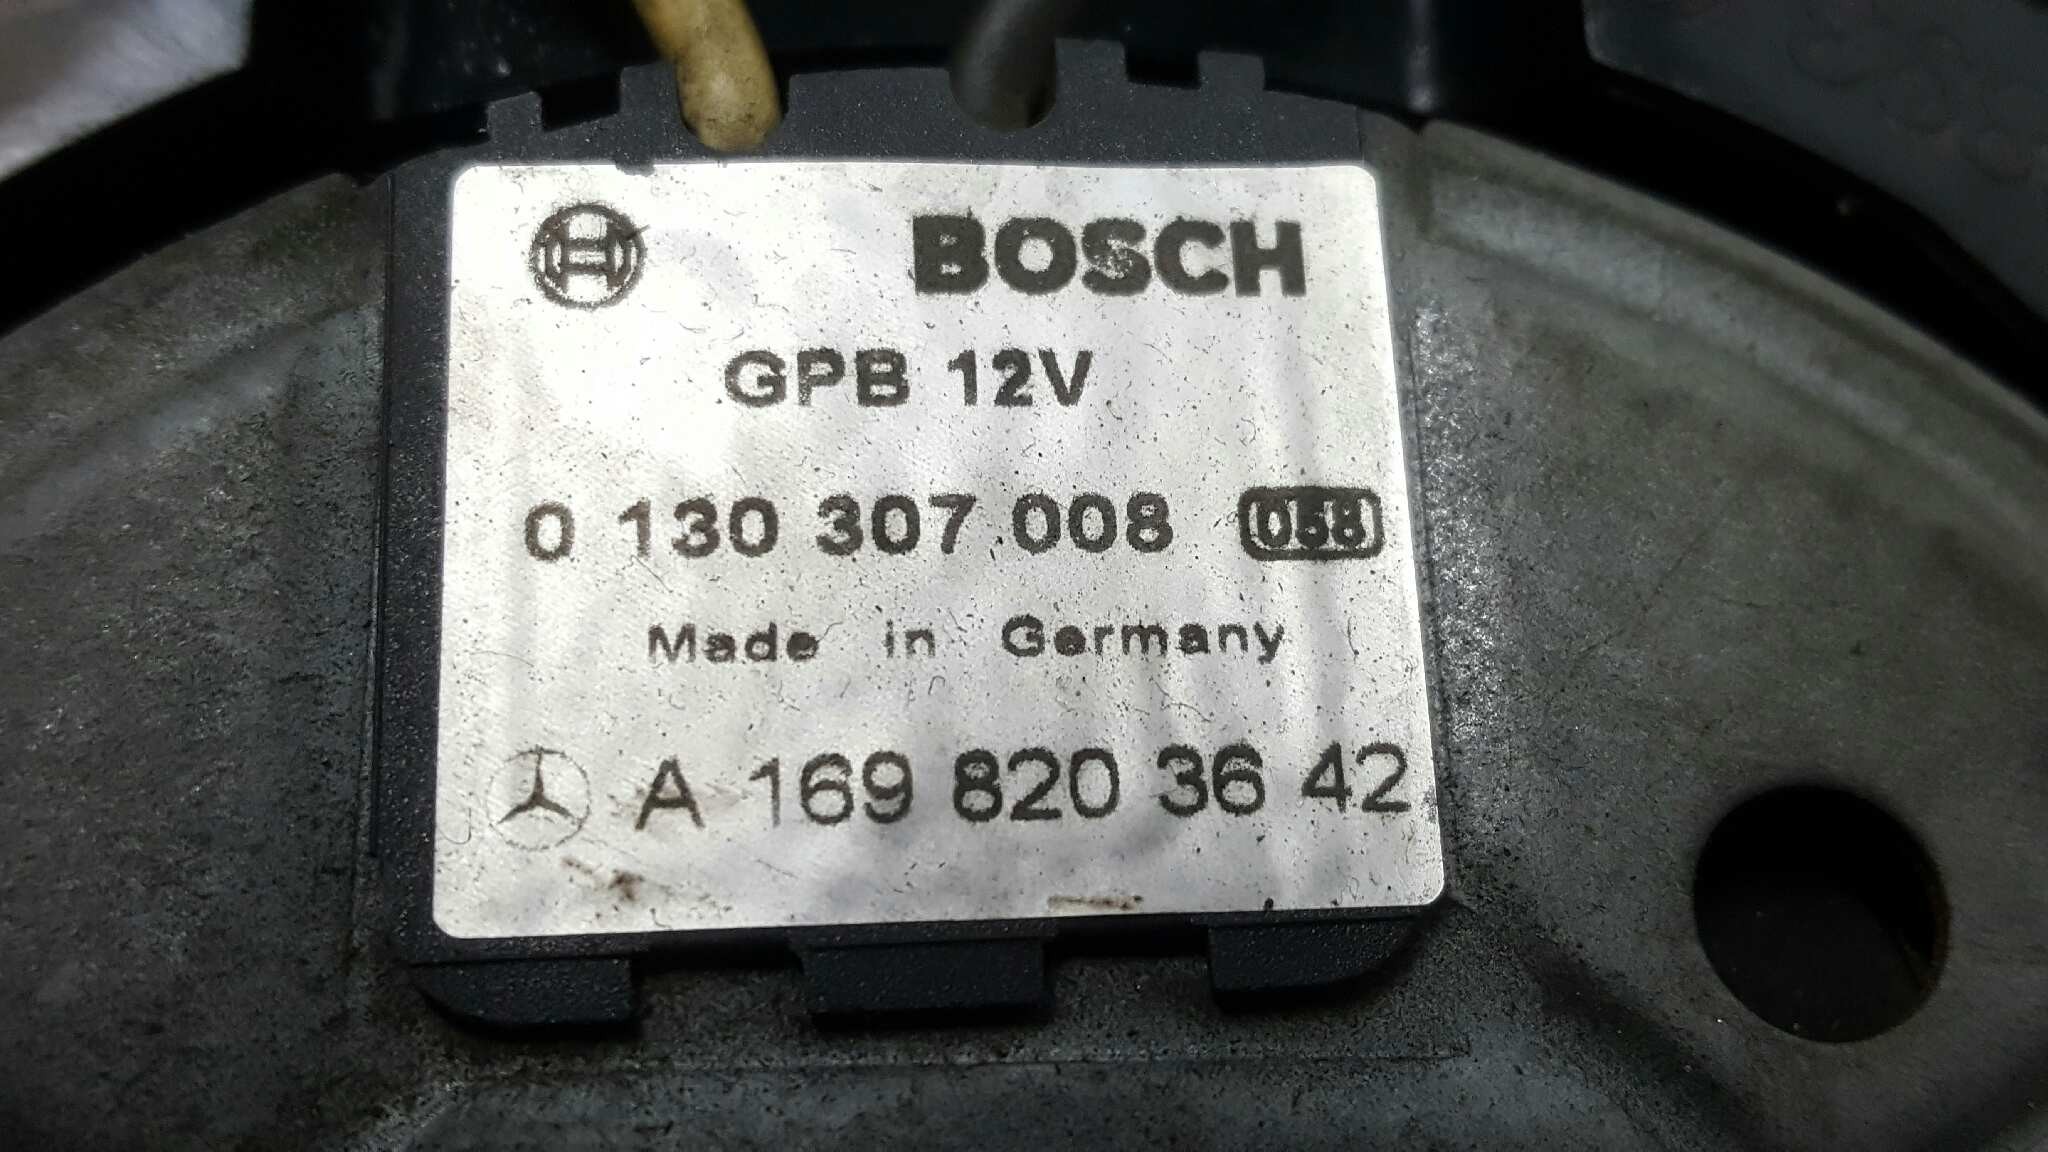 BOSCH
GPB 12V
0 130 307 008 058
Made in Germany
A 169 820 36 42